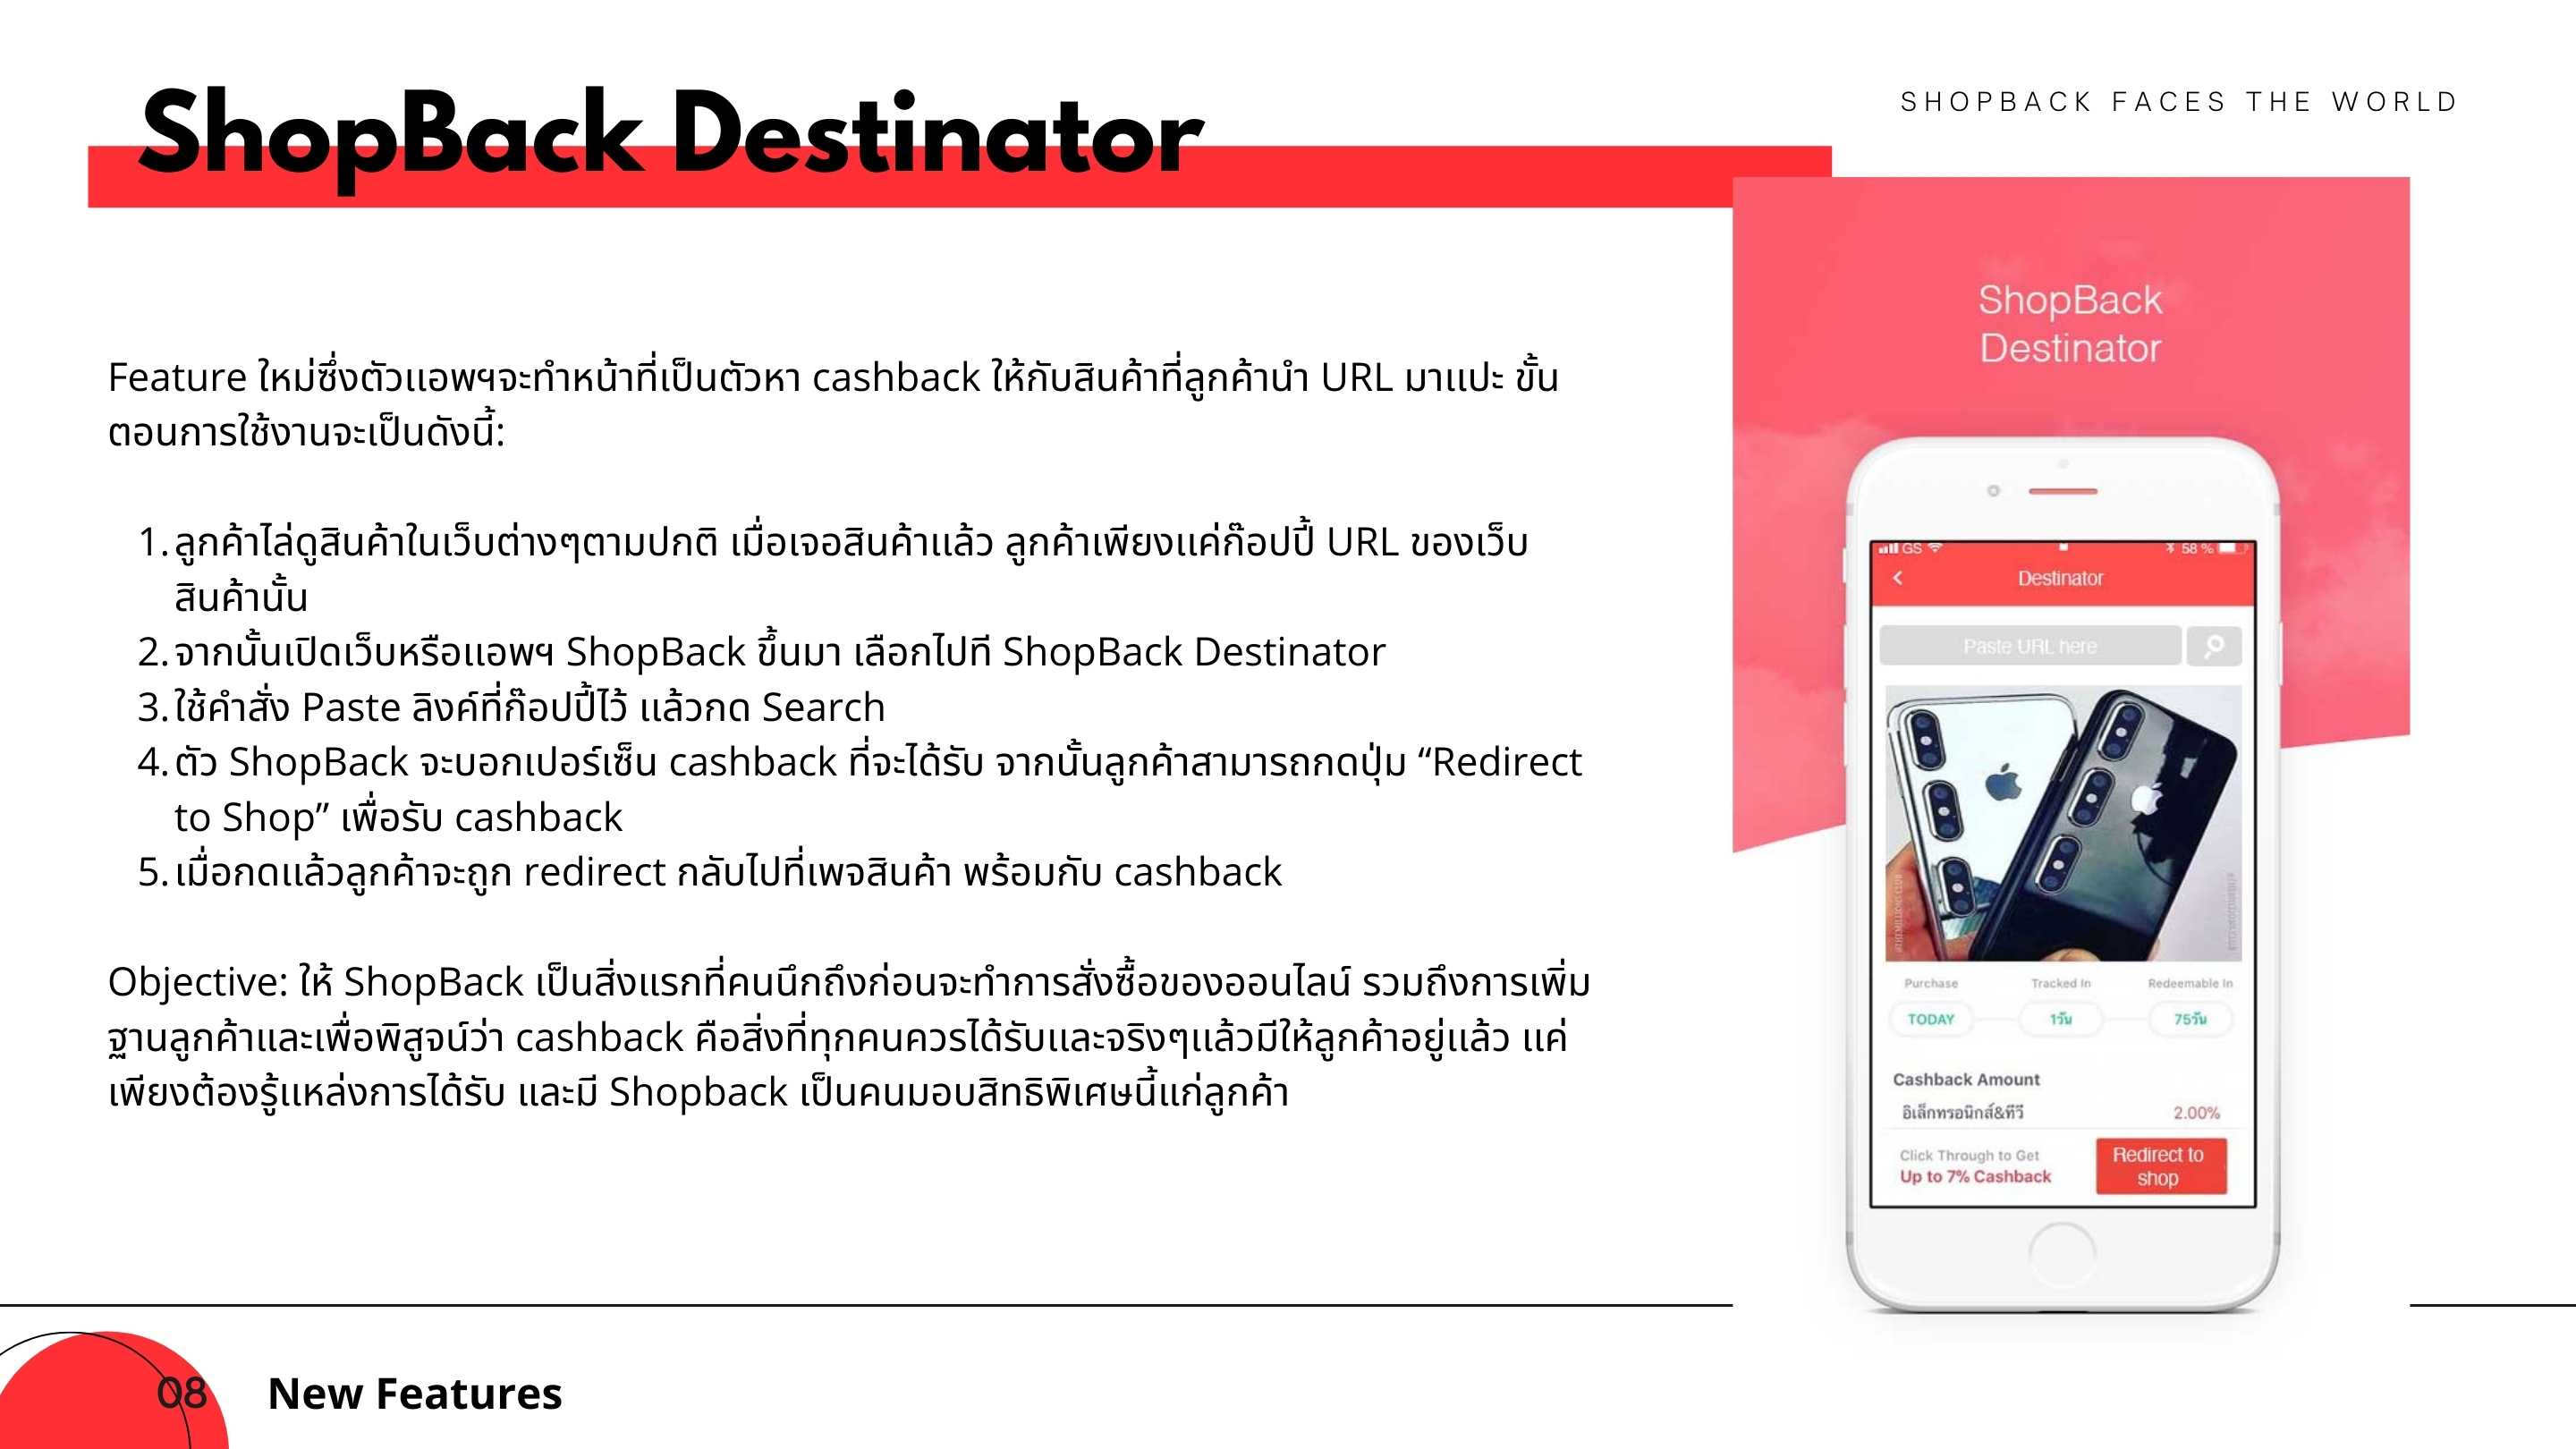 ShopBack Destinator
SHOPBACK FACES THE WORLD
Feature ใหม่ซึ่งตัวแอพฯจะทำหน้าที่เป็นตัวหา cashback ให้กับสินค้าที่ลูกค้านำ URL มาแปะ ขั้น
ตอนการใช้งานจะเป็นดังนี้:
1. ลูกค้าไล่ดูสินค้าในเว็บต่างๆตามปกติ เมื่อเจอสินค้าแล้ว ลูกค้าเพียงแค่ก๊อปปี้ URL ของเว็บ
สินค้านั้น
2. จากนั้นเปิดเว็บหรือแอพฯ ShopBack ขึ้นมา เลือกไปที ShopBack Destinator
3. ใช้คำสั่ง Paste ลิงค์ที่ก๊อปปี้ไว้ แล้วกด Search
4. ตัว ShopBack จะบอกเปอร์เซ็น cashback ที่จะได้รับ จากนั้นลูกค้าสามารถกดปุ่ม “Redirect
to Shop” เพื่อรับ cashback
5. เมื่อกดแล้วลูกค้าจะถูก redirect กลับไปที่เพจสินค้า พร้อมกับ cashback
Objective: ให้ ShopBack เป็นสิ่งแรกที่คนนึกถึงก่อนจะทำการสั่งซื้อของออนไลน์ รวมถึงการเพิ่ม
ฐานลูกค้าและเพื่อพิสูจน์ว่า cashback คือสิ่งที่ทุกคนควรได้รับและจริงๆแล้วมีให้ลูกค้าอยู่แล้ว แค่
เพียงต้องรู้แหล่งการได้รับ และมี Shopback เป็นคนมอบสิทธิพิเศษนี้แก่ลูกค้า
ShopBack
Destinator
GS 58 %
Destinator
Paste URL here
Purchase Tracked In Redeemable In
TODAY 1วัน 75วัน
Cashback Amount
อิเล็กทรอนิกส์&ทีวี 2.00%
Click Through to Get
Up to 7% Cashback
Redirect to
shop
08 New Features